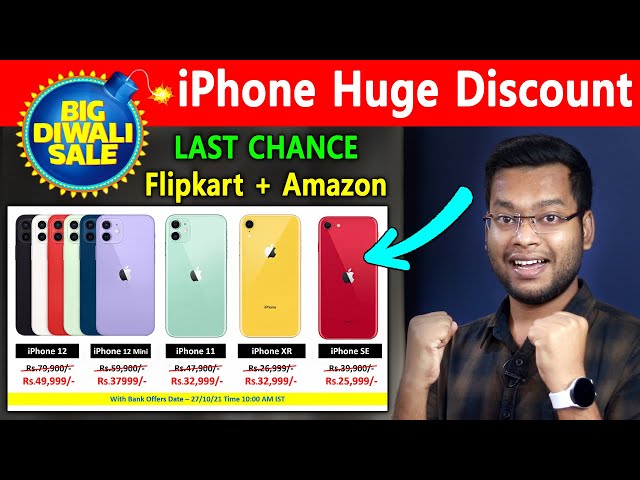 BIG
DIWALI
SALE
iPhone Huge Discount
LAST CHANCE
Flipkart + Amazon
iPhone
iPhone 12
iPhone 12 Mini
iPhone 11
iPhone XR
iPhone SE
Rs.79,900/-
Rs.59,900/-
Rs.47,900/-
Rs.26,999/-
Rs.39,900/-
Rs.49,999/-
Rs.37999/-
Rs.32,999/-
Rs.32,999/-
Rs.25,999/-
With Bank Offers Date – 27/10/21 Time 10:00 AM IST